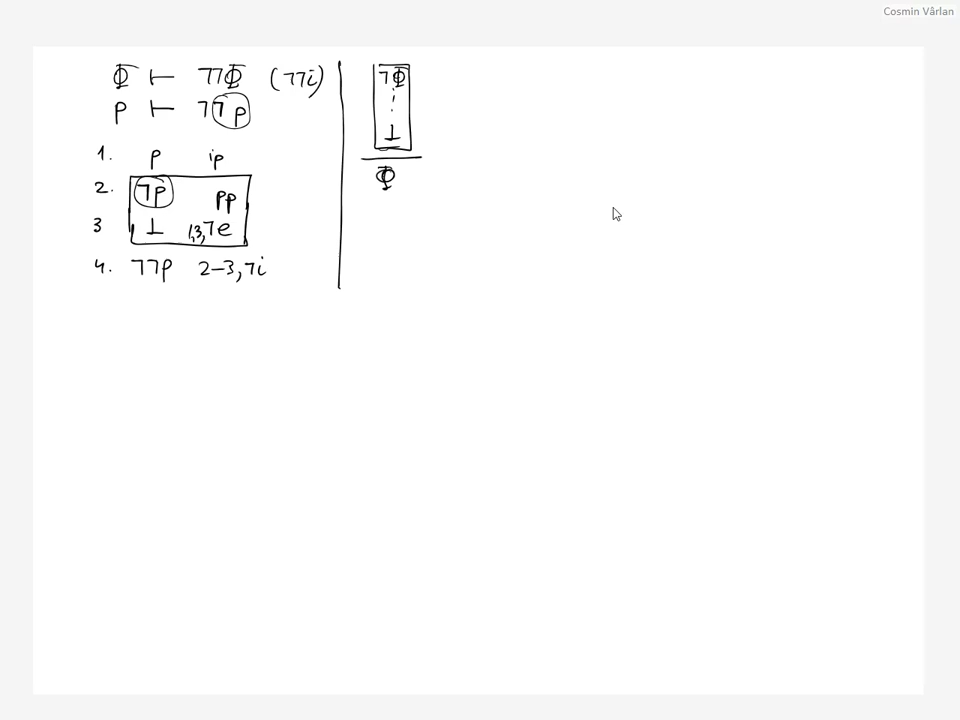 Cosmin Vârlan
Φ ⊢ ¬¬Φ (¬¬i)
p ⊢ ¬¬p
1. p ip
2. ¬p pp
3 ⊥ 1,3,¬e
4. ¬¬p 2-3,¬i
¬Φ
⋮
⊥
Φ